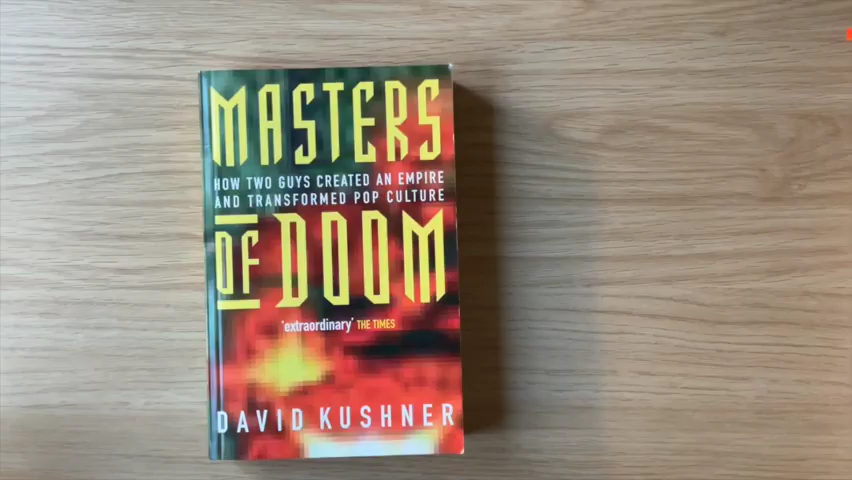 MASTERS
HOW TWO GUYS CREATED AN EMPIRE
AND TRANSFORMED POP CULTURE
OF DOOM
'extraordinary' THE TIMES
DAVID KUSHNER